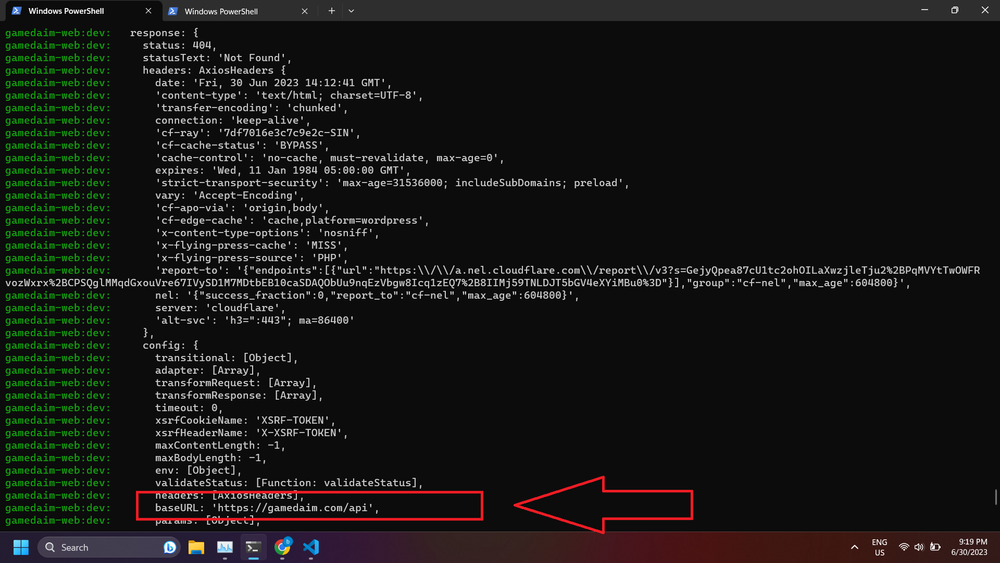 Windows PowerShell
Windows PowerShell
gamedaim-web:dev:   response: {
gamedaim-web:dev:     status: 404,
gamedaim-web:dev:     statusText: 'Not Found',
gamedaim-web:dev:     headers: AxiosHeaders {
gamedaim-web:dev:       date: 'Fri, 30 Jun 2023 14:12:41 GMT',
gamedaim-web:dev:       'content-type': 'text/html; charset=UTF-8',
gamedaim-web:dev:       'transfer-encoding': 'chunked',
gamedaim-web:dev:       connection: 'keep-alive',
gamedaim-web:dev:       'cf-ray': '7df7016e3c7c9e2c-SIN',
gamedaim-web:dev:       'cf-cache-status': 'BYPASS',
gamedaim-web:dev:       'cache-control': 'no-cache, must-revalidate, max-age=0',
gamedaim-web:dev:       expires: 'Wed, 11 Jan 1984 05:00:00 GMT',
gamedaim-web:dev:       'strict-transport-security': 'max-age=31536000; includeSubDomains; preload',
gamedaim-web:dev:       vary: 'Accept-Encoding',
gamedaim-web:dev:       'cf-apo-via': 'origin,body',
gamedaim-web:dev:       'cf-edge-cache': 'cache,platform=wordpress',
gamedaim-web:dev:       'x-content-type-options': 'nosniff',
gamedaim-web:dev:       'x-flying-press-cache': 'MISS',
gamedaim-web:dev:       'x-flying-press-source': 'PHP',
gamedaim-web:dev:       'report-to': '{"endpoints":[{"url":"https:\\/\\/a.nel.cloudflare.com\\/report\\/v3?s=GejyQpea87cU1tc2ohOILaXwzjleTju2%2BPqMVYtTwOWFR
vozWxrx%2BCPSQglMMqdGxouVre67IVySD1M7MDtbEB10caSDAQObUu9nqEzVbgw8Icq1zEQ7%2B8IIMj59TNLDJT5bGV4eXYiMBu0%3D"}],"group":"cf-nel","max_age":604800}',
gamedaim-web:dev:       nel: '{"success_fraction":0,"report_to":"cf-nel","max_age":604800}',
gamedaim-web:dev:       server: 'cloudflare',
gamedaim-web:dev:       'alt-svc': 'h3=":443"; ma=86400'
gamedaim-web:dev:     },
gamedaim-web:dev:     config: {
gamedaim-web:dev:       transitional: [Object],
gamedaim-web:dev:       adapter: [Array],
gamedaim-web:dev:       transformRequest: [Array],
gamedaim-web:dev:       transformResponse: [Array],
gamedaim-web:dev:       timeout: 0,
gamedaim-web:dev:       xsrfCookieName: 'XSRF-TOKEN',
gamedaim-web:dev:       xsrfHeaderName: 'X-XSRF-TOKEN',
gamedaim-web:dev:       maxContentLength: -1,
gamedaim-web:dev:       maxBodyLength: -1,
gamedaim-web:dev:       env: [Object],
gamedaim-web:dev:       validateStatus: [Function: validateStatus],
gamedaim-web:dev:       headers: [AxiosHeaders],
gamedaim-web:dev:       baseURL: 'https://gamedaim.com/api',
gamedaim-web:dev:       params: [Object],
Search
ENG
US
9:19 PM
6/30/2023